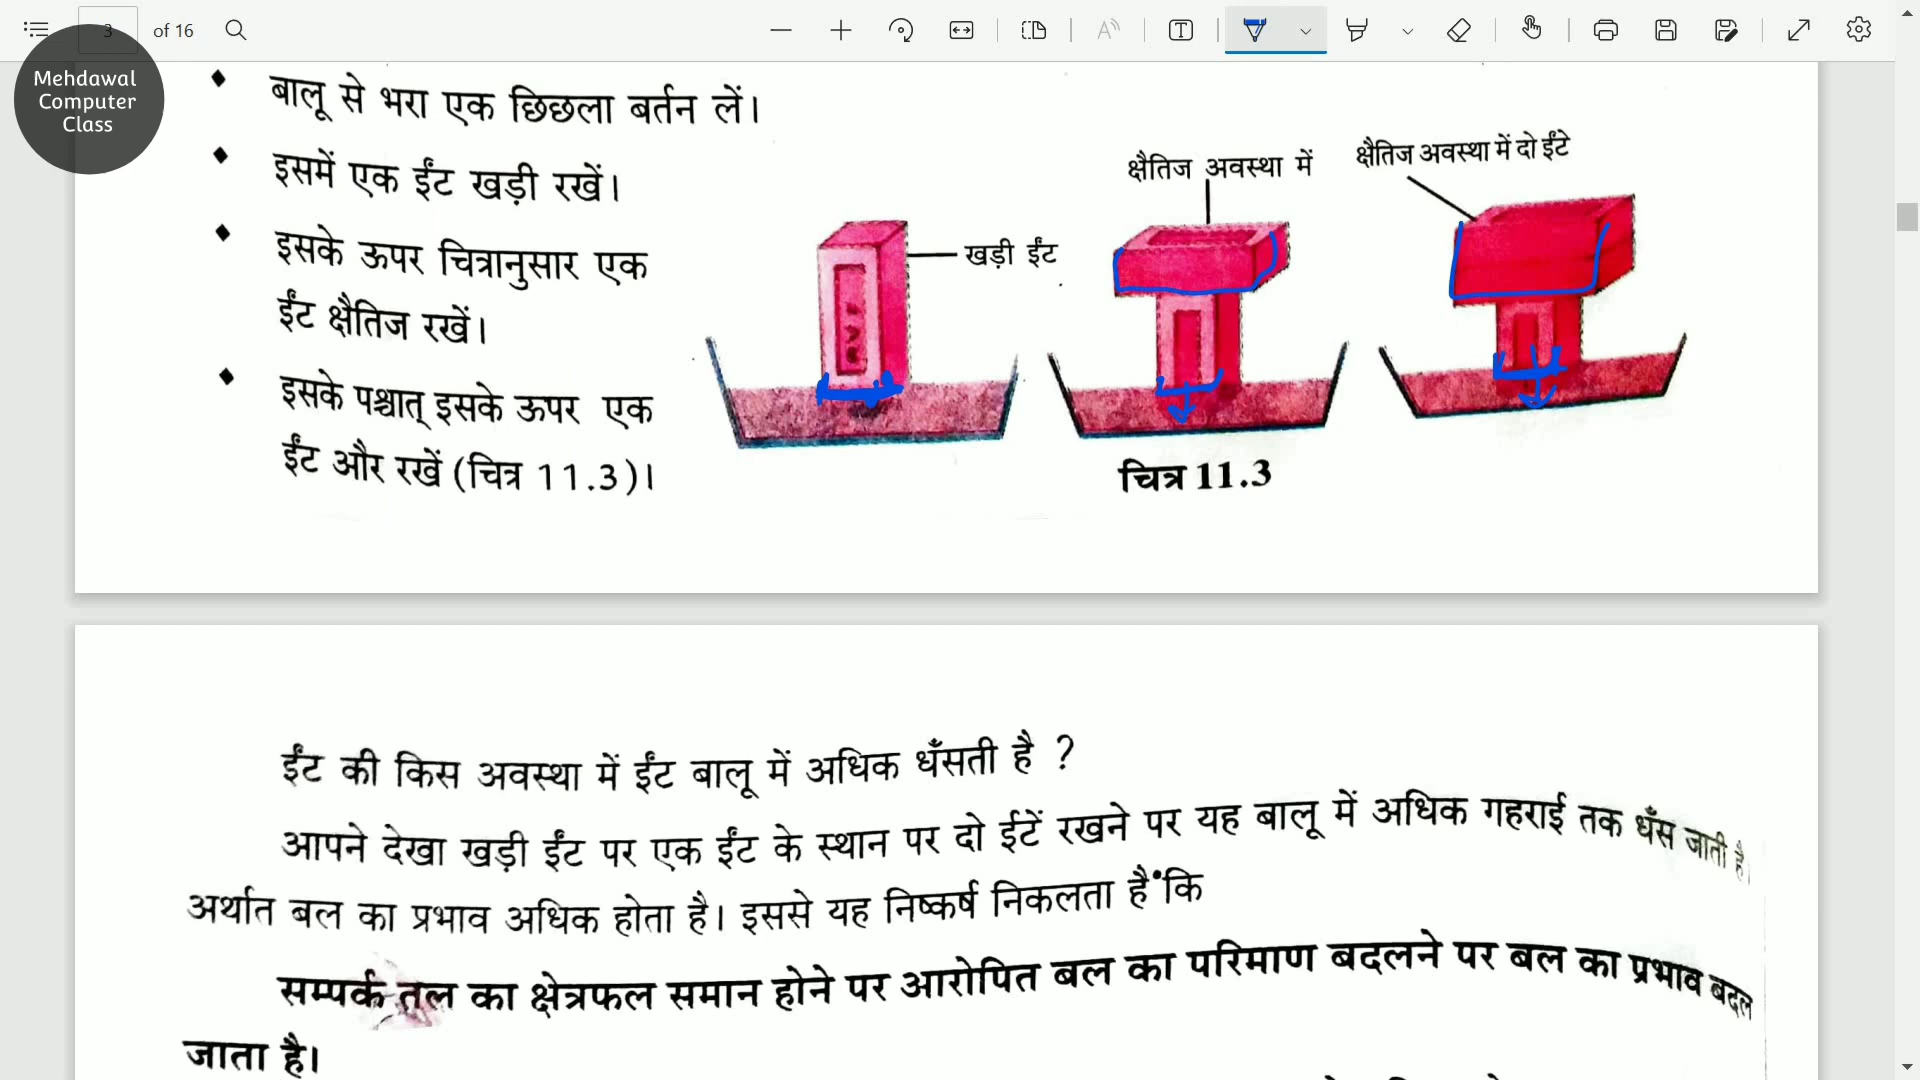 3 of 16
Mehdawal
Computer
Class
बालू से भरा एक छिछला बर्तन लें।
इसमें एक ईंट खड़ी रखें।
इसके ऊपर चित्रानुसार एक
ईंट क्षैतिज रखें।
इसके पश्चात् इसके ऊपर एक
ईंट और रखें (चित्र 11.3)।
खड़ी ईंट
क्षैतिज अवस्था में
क्षैतिज अवस्था में दो ईंटे
चित्र 11.3
ईंट की किस अवस्था में ईंट बालू में अधिक धँसती है ?
आपने देखा खड़ी ईंट पर एक ईंट के स्थान पर दो ईटें रखने पर यह बालू में अधिक गहराई तक धँस जाती है।
अर्थात बल का प्रभाव अधिक होता है। इससे यह निष्कर्ष निकलता है कि
सम्पर्क तल का क्षेत्रफल समान होने पर आरोपित बल का परिमाण बदलने पर बल का प्रभाव बदल
जाता है।